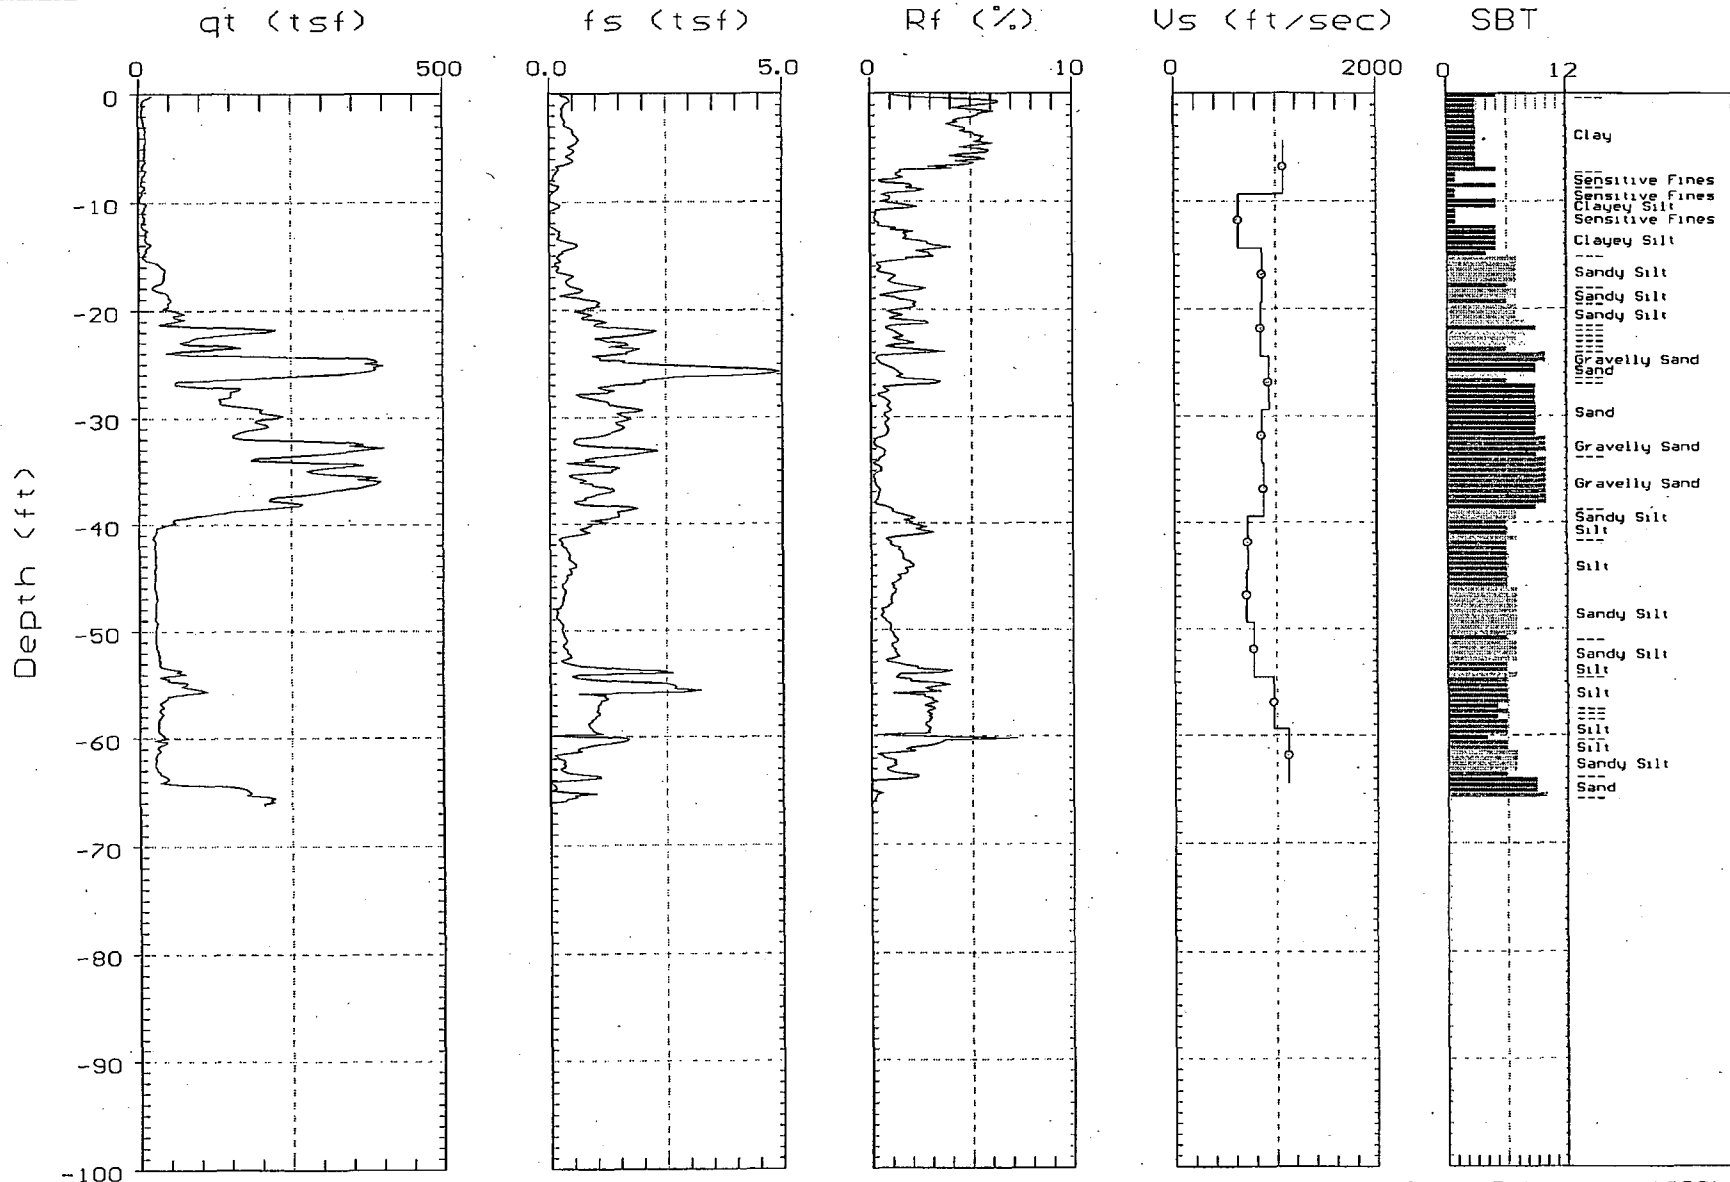 qt (tsf) fs (tsf) Rf (%) Vs (ft/sec) SBT
0 500 0.0 5.0 0 10 0 2000 0 12
0
-10
-20
-30
-40
-50
-60
-70
-80
-90
-100
Depth (ft)
Clay
Sensitive Fines
Sensitive Fines
Clayey Silt
Sensitive Fines
Clayey Silt
Sandy Silt
Sandy Silt
Sandy Silt
Gravelly Sand
Sand
Sand
Gravelly Sand
Gravelly Sand
Sandy Silt
Silt
Silt
Sandy Silt
Sandy Silt
Silt
Silt
Silt
Silt
Sandy Silt
Sand